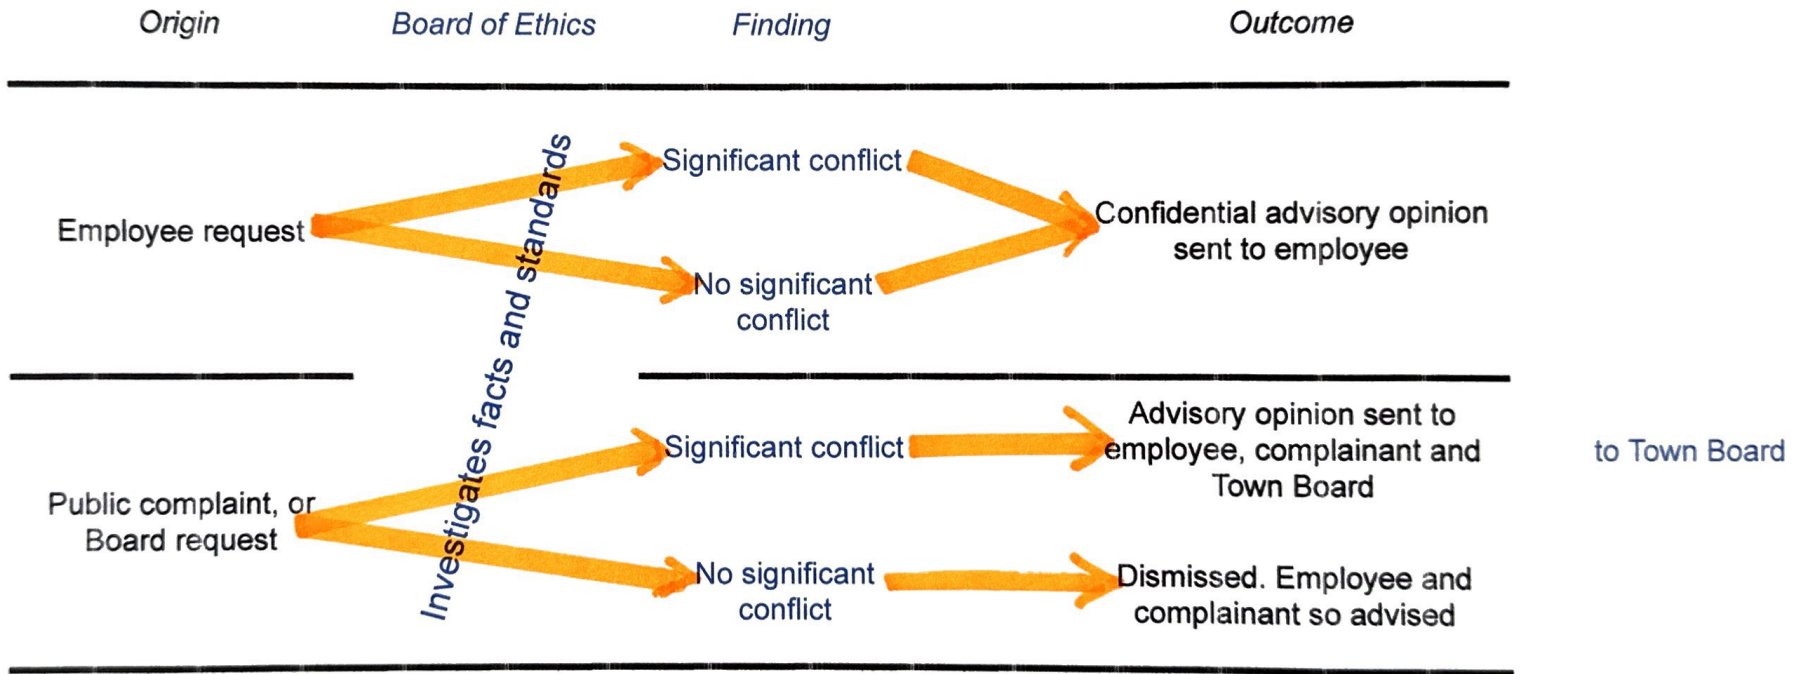 Origin
Board of Ethics
Finding
Outcome
Investigates facts and standards
Employee request
Significant conflict
No significant
conflict
Confidential advisory opinion
sent to employee
Public complaint, or
Board request
Significant conflict
Advisory opinion sent to
employee, complainant and
Town Board
to Town Board
No significant
conflict
Dismissed. Employee and
complainant so advised